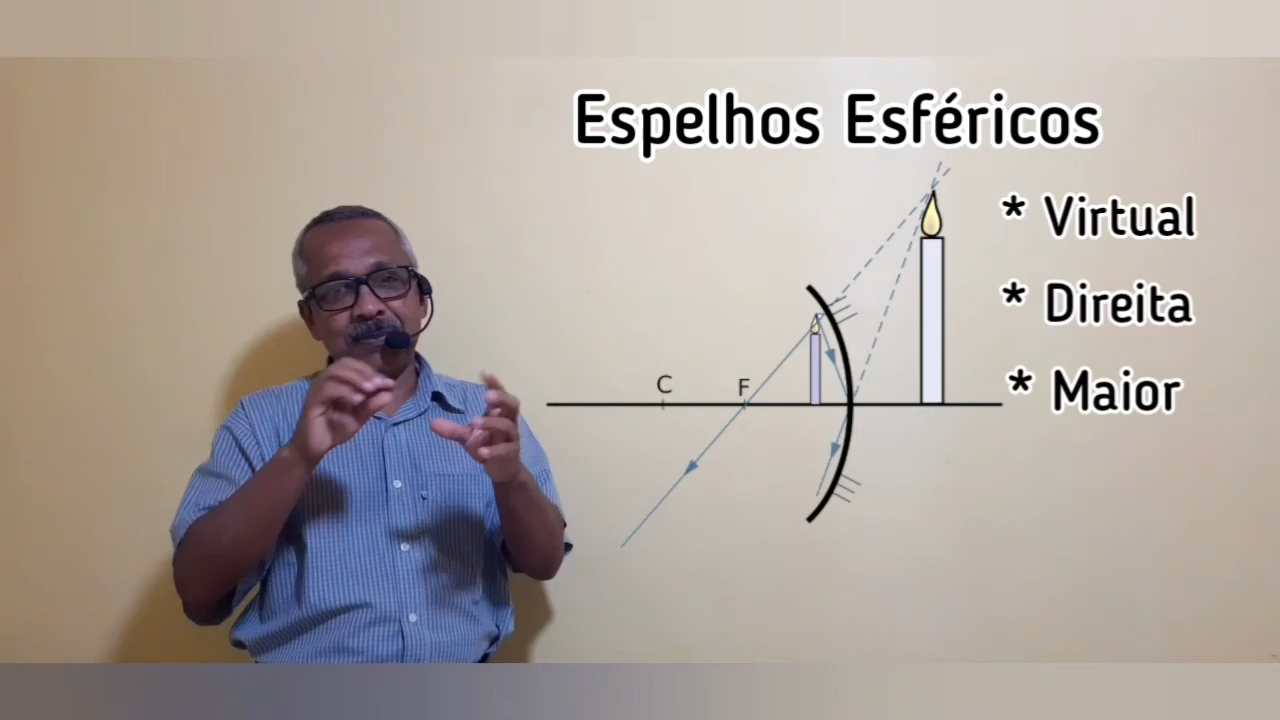 Espelhos Esféricos
* Virtual
* Direita
* Maior
C
F